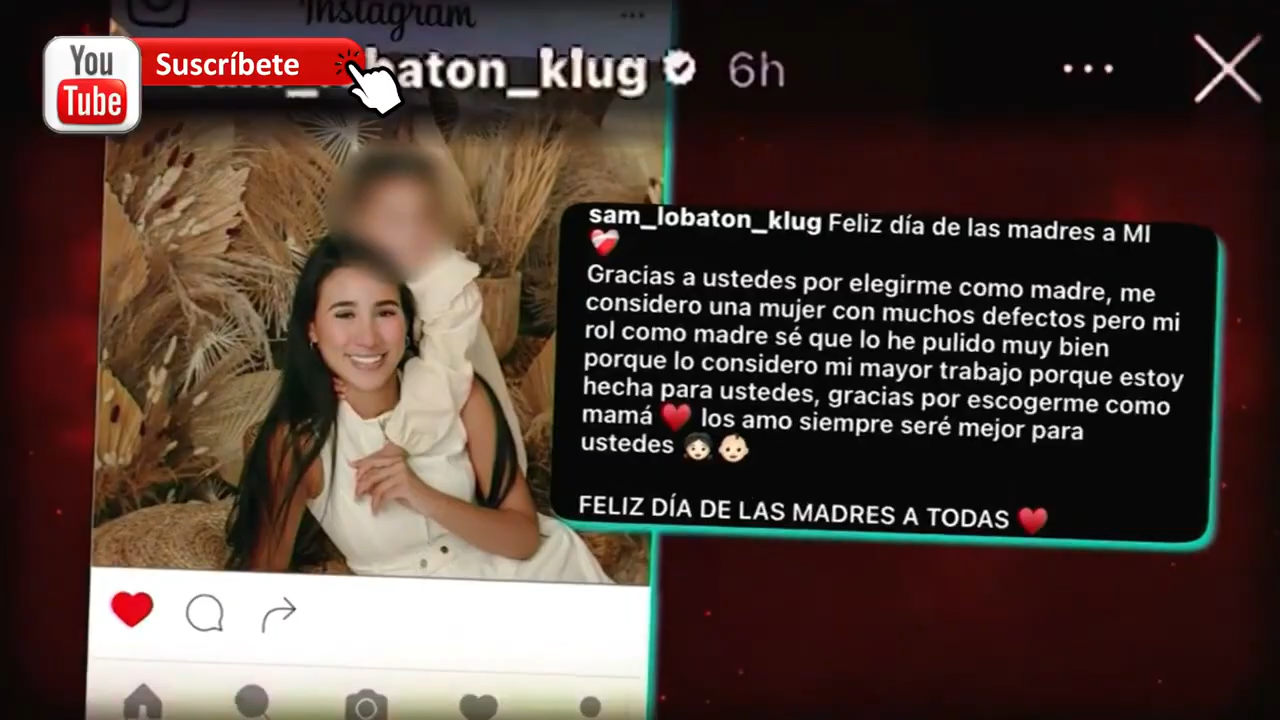 Instagram
You
Tube
Suscríbete
baton_klug 6h
sam_lobaton_klug Feliz día de las madres a MI
❤️‍🩹
Gracias a ustedes por elegirme como madre, me
considero una mujer con muchos defectos pero mi
rol como madre sé que lo he pulido muy bien
porque lo considero mi mayor trabajo porque estoy
hecha para ustedes, gracias por escogerme como
mamá ❤️ los amo siempre seré mejor para
ustedes 👧🏻👶🏻
FELIZ DÍA DE LAS MADRES A TODAS ❤️